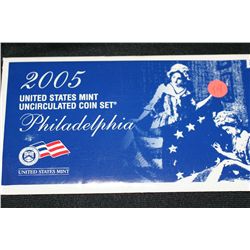 2005
UNITED STATES MINT
UNCIRCULATED COIN SET®
Philadelphia
UNITED STATES MINT